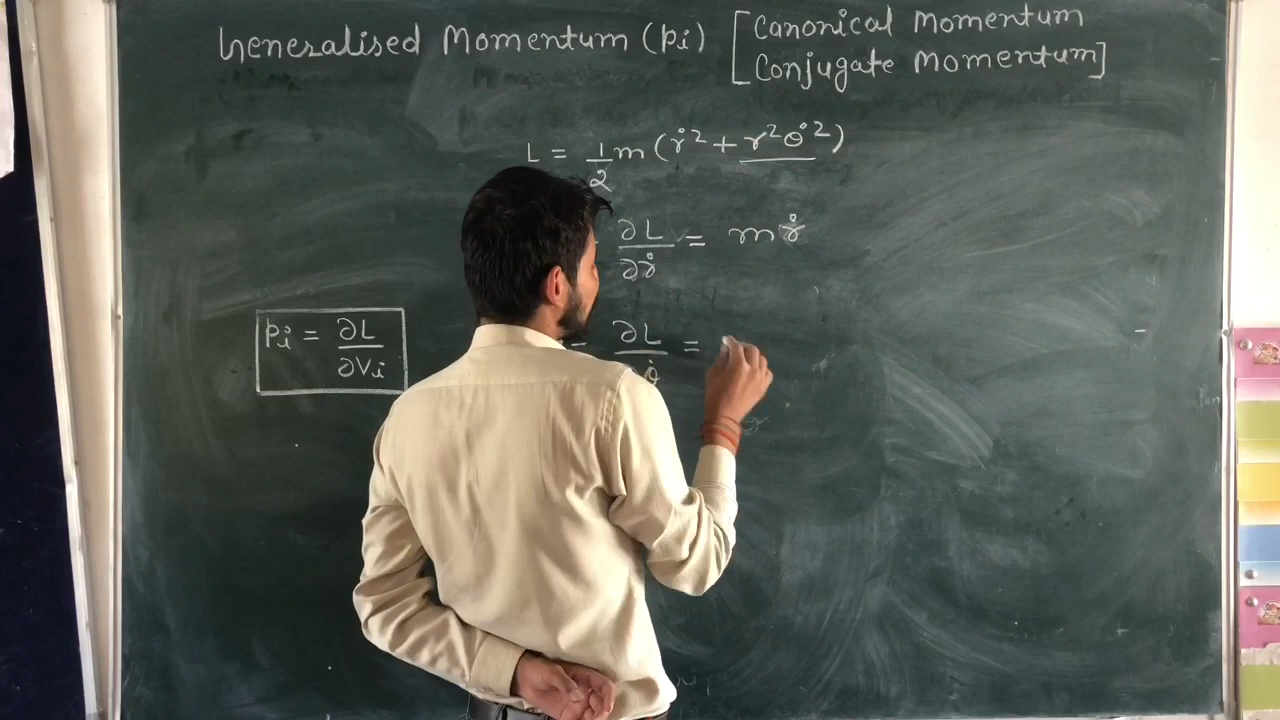 Generalised Momentum (pi) [Canonical Momentum
Conjugate Momentum]
L = 1/2 m (ṙ² + r²θ̇²)
∂L/∂ṙ = mṙ
pi = ∂L/∂Vi
= ∂L/∂θ̇ =